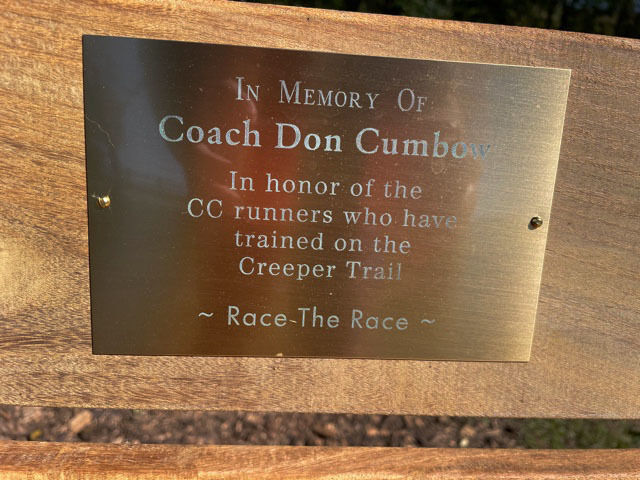 In Memory Of
Coach Don Cumbow
In honor of the
CC runners who have
trained on the
Creeper Trail
~ Race-The Race ~